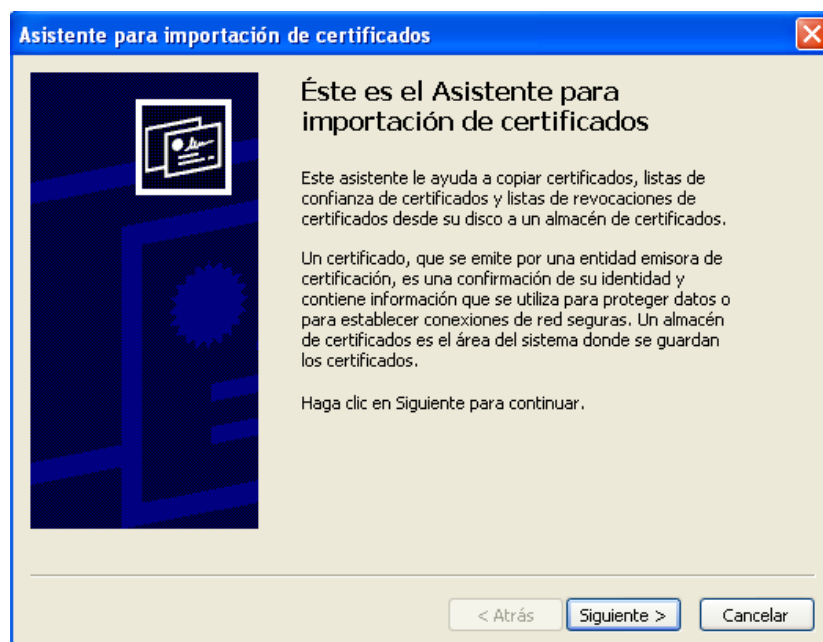 Asistente para importación de certificados
Éste es el Asistente para
importación de certificados
Este asistente le ayuda a copiar certificados, listas de
confianza de certificados y listas de revocaciones de
certificados desde su disco a un almacén de certificados.
Un certificado, que se emite por una entidad emisora de
certificación, es una confirmación de su identidad y
contiene información que se utiliza para proteger datos o
para establecer conexiones de red seguras. Un almacén
de certificados es el área del sistema donde se guardan
los certificados.
Haga clic en Siguiente para continuar.
< Atrás
Siguiente >
Cancelar